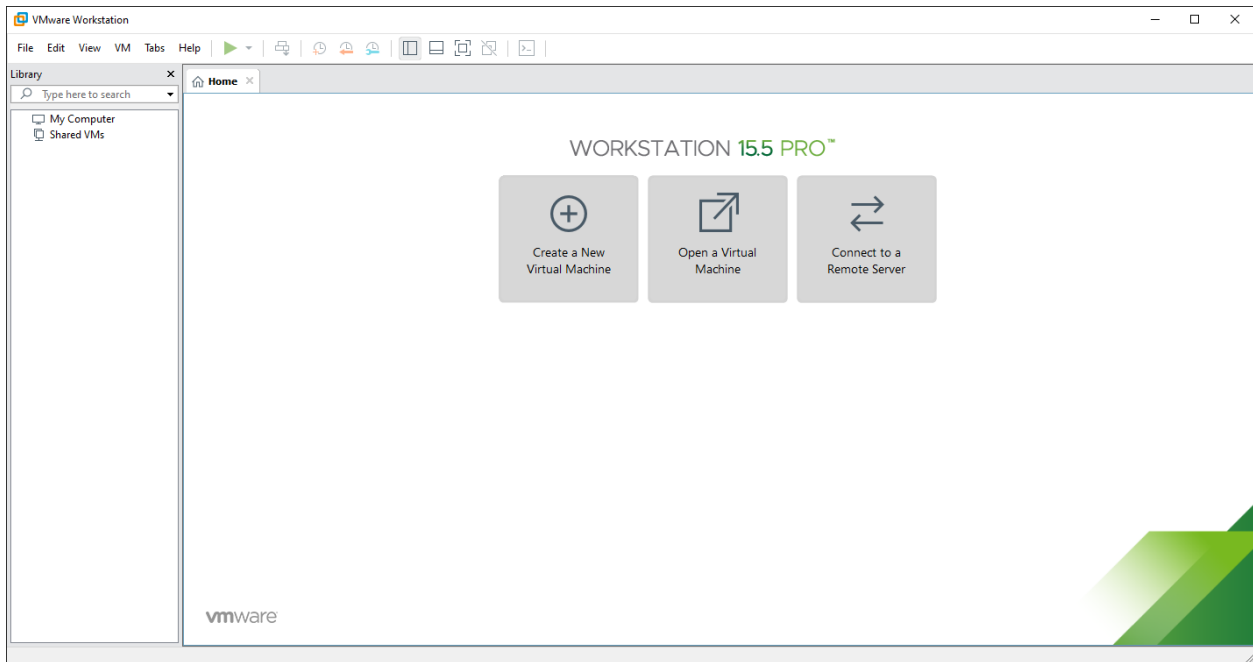 VMware Workstation
File Edit View VM Tabs Help
Library
Type here to search
My Computer
Shared VMs
Home
WORKSTATION 15.5 PRO™
Create a New
Virtual Machine
Open a Virtual
Machine
Connect to a
Remote Server
vmware